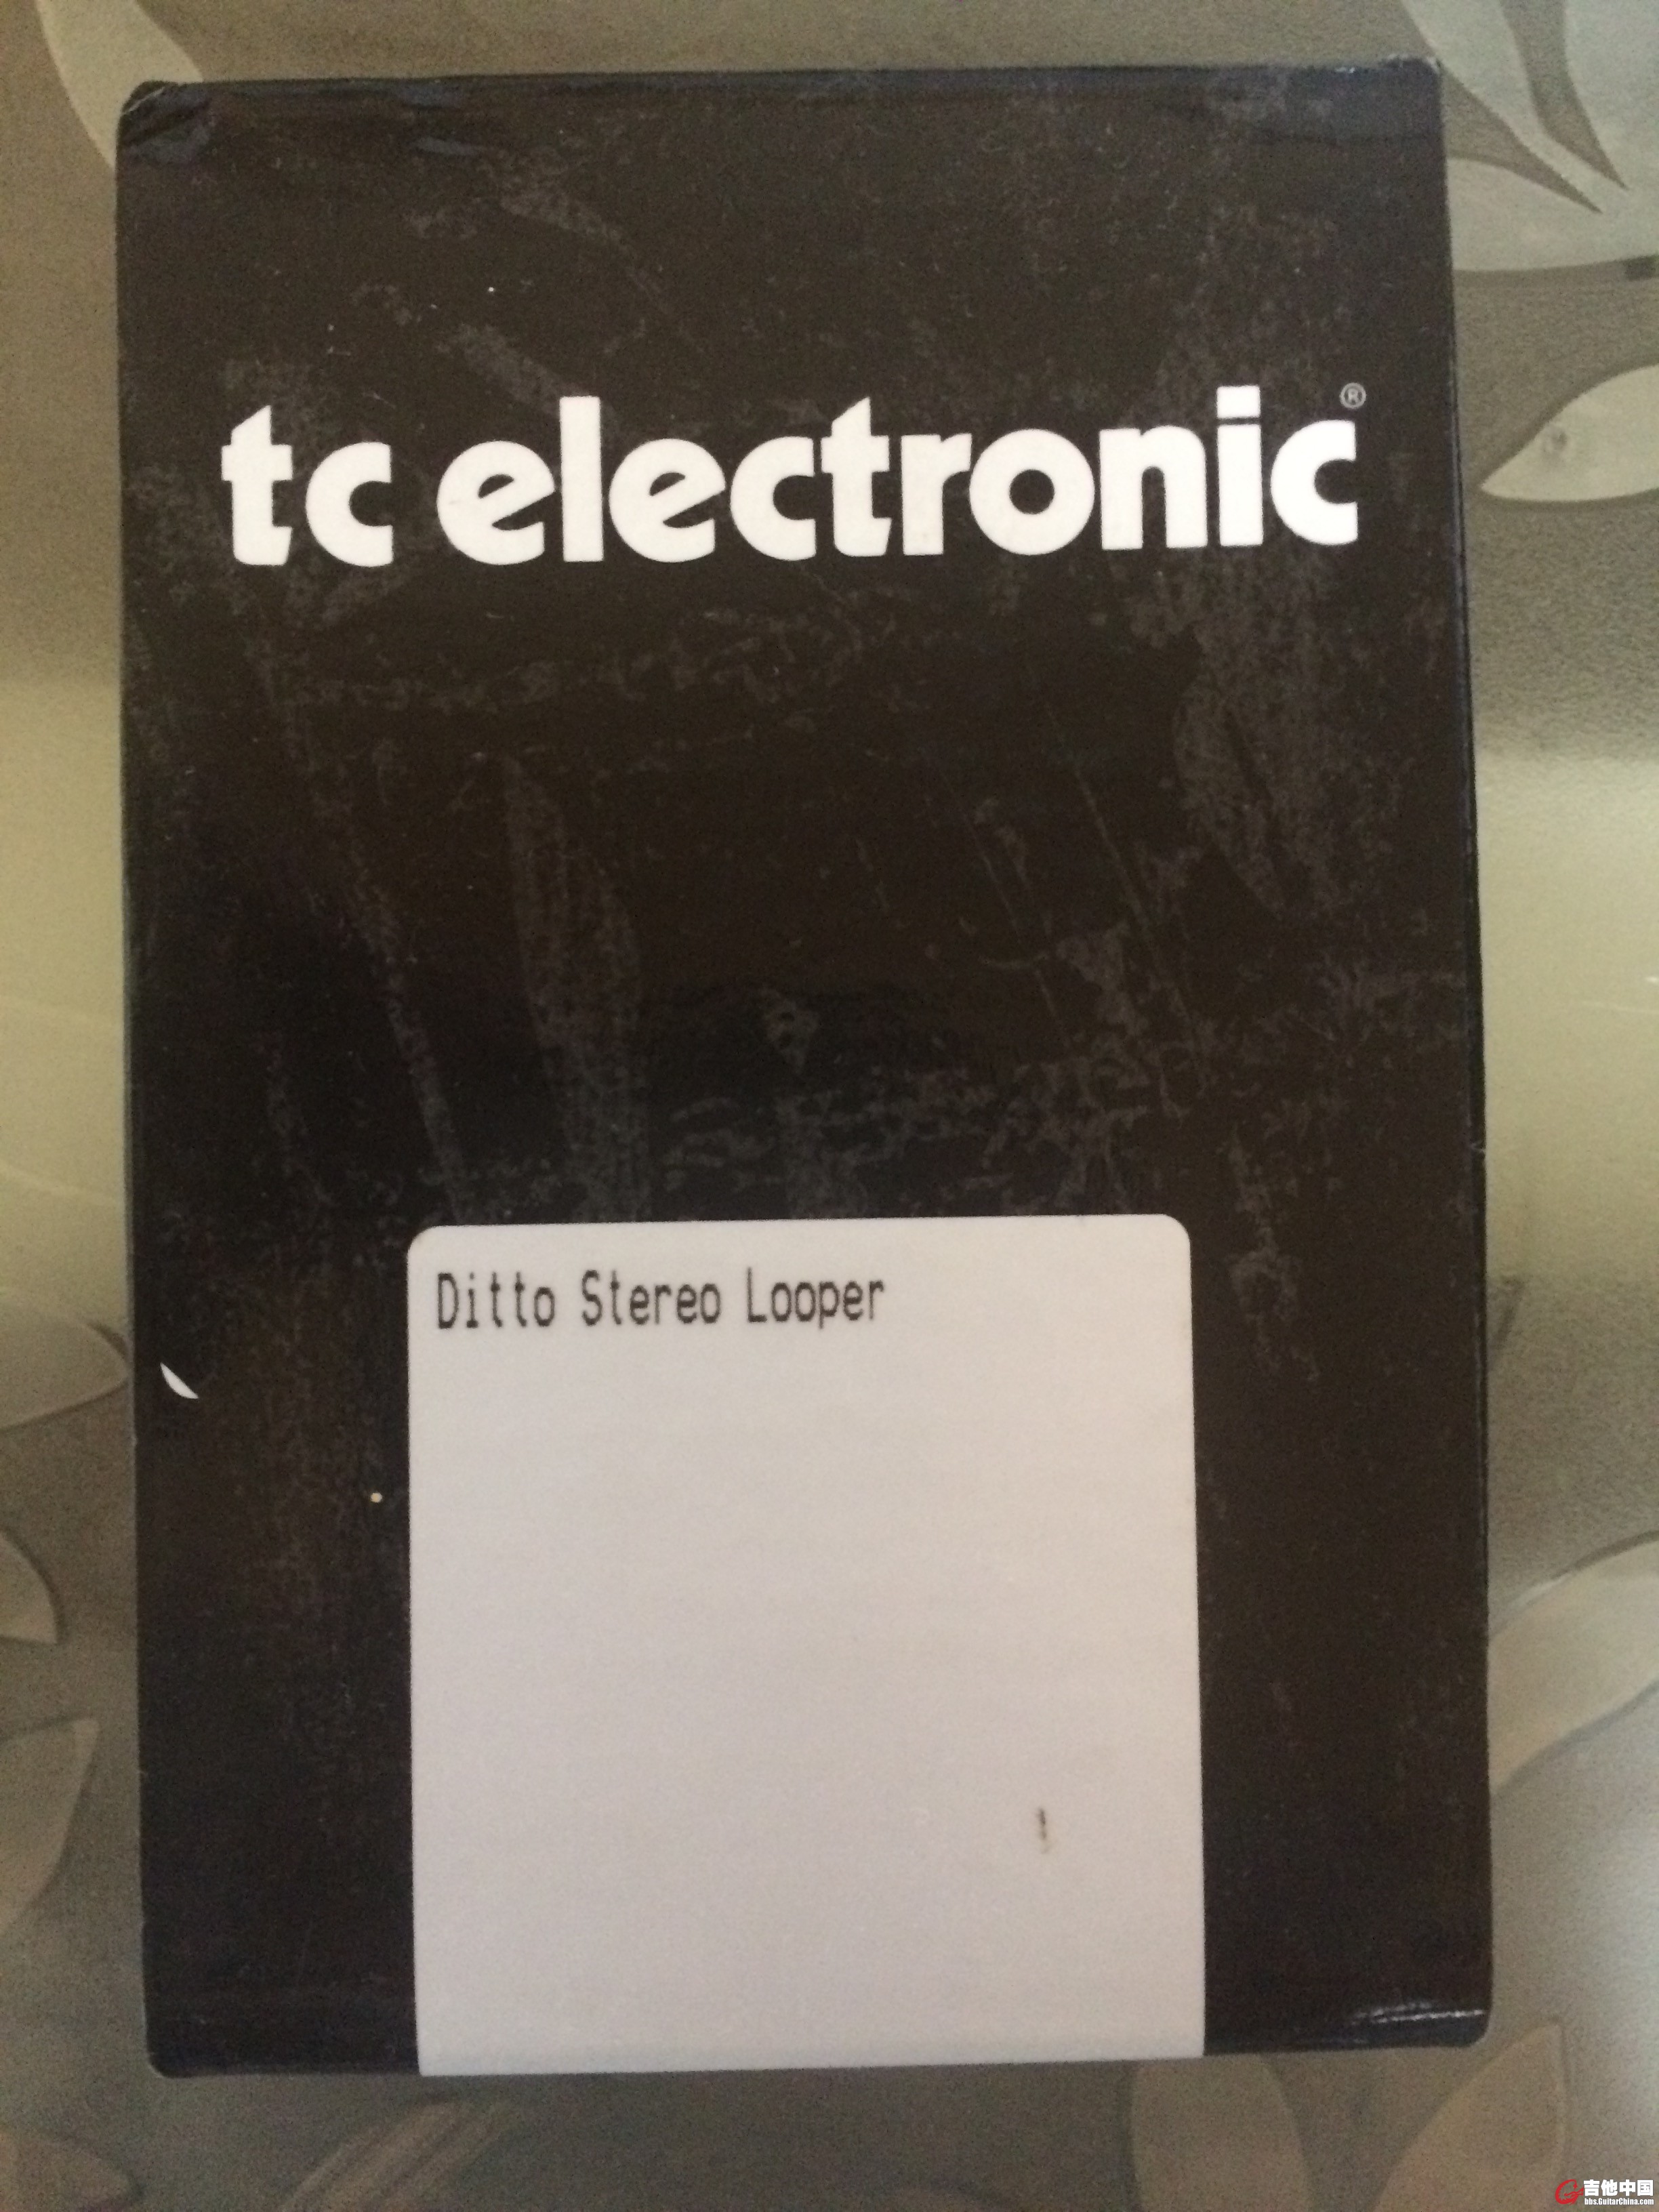 tc electronic®
Ditto Stereo Looper
吉他中国
bbs.GuitarChina.com